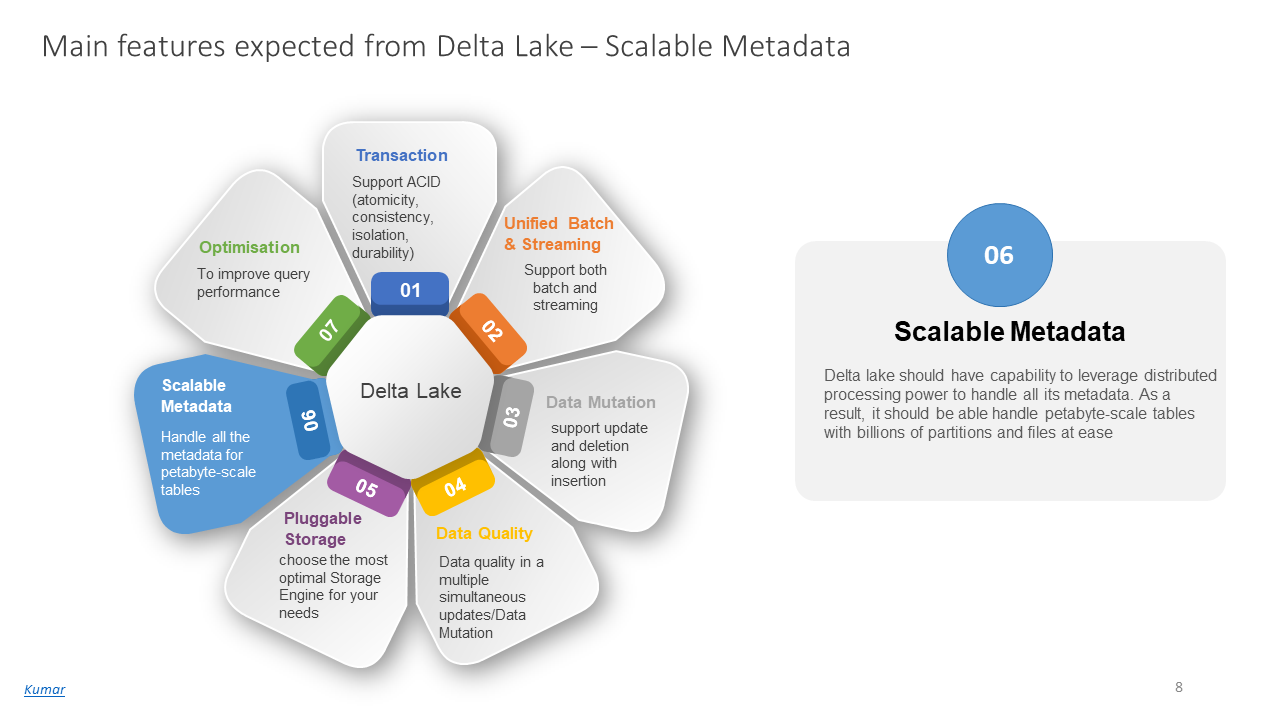 Main features expected from Delta Lake – Scalable Metadata
Transaction
Support ACID
(atomicity,
consistency,
isolation,
durability)
01
Unified Batch
& Streaming
Support both
batch and
streaming
02
Data Mutation
support update
and deletion
along with
insertion
03
Data Quality
Data quality in a
multiple
simultaneous
updates/Data
Mutation
04
Pluggable
Storage
choose the most
optimal Storage
Engine for your
needs
05
Scalable
Metadata
Handle all the
metadata for
petabyte-scale
tables
06
Optimisation
To improve query
performance
07
Delta Lake
06
Scalable Metadata
Delta lake should have capability to leverage distributed
processing power to handle all its metadata. As a
result, it should be able handle petabyte-scale tables
with billions of partitions and files at ease
Kumar
8